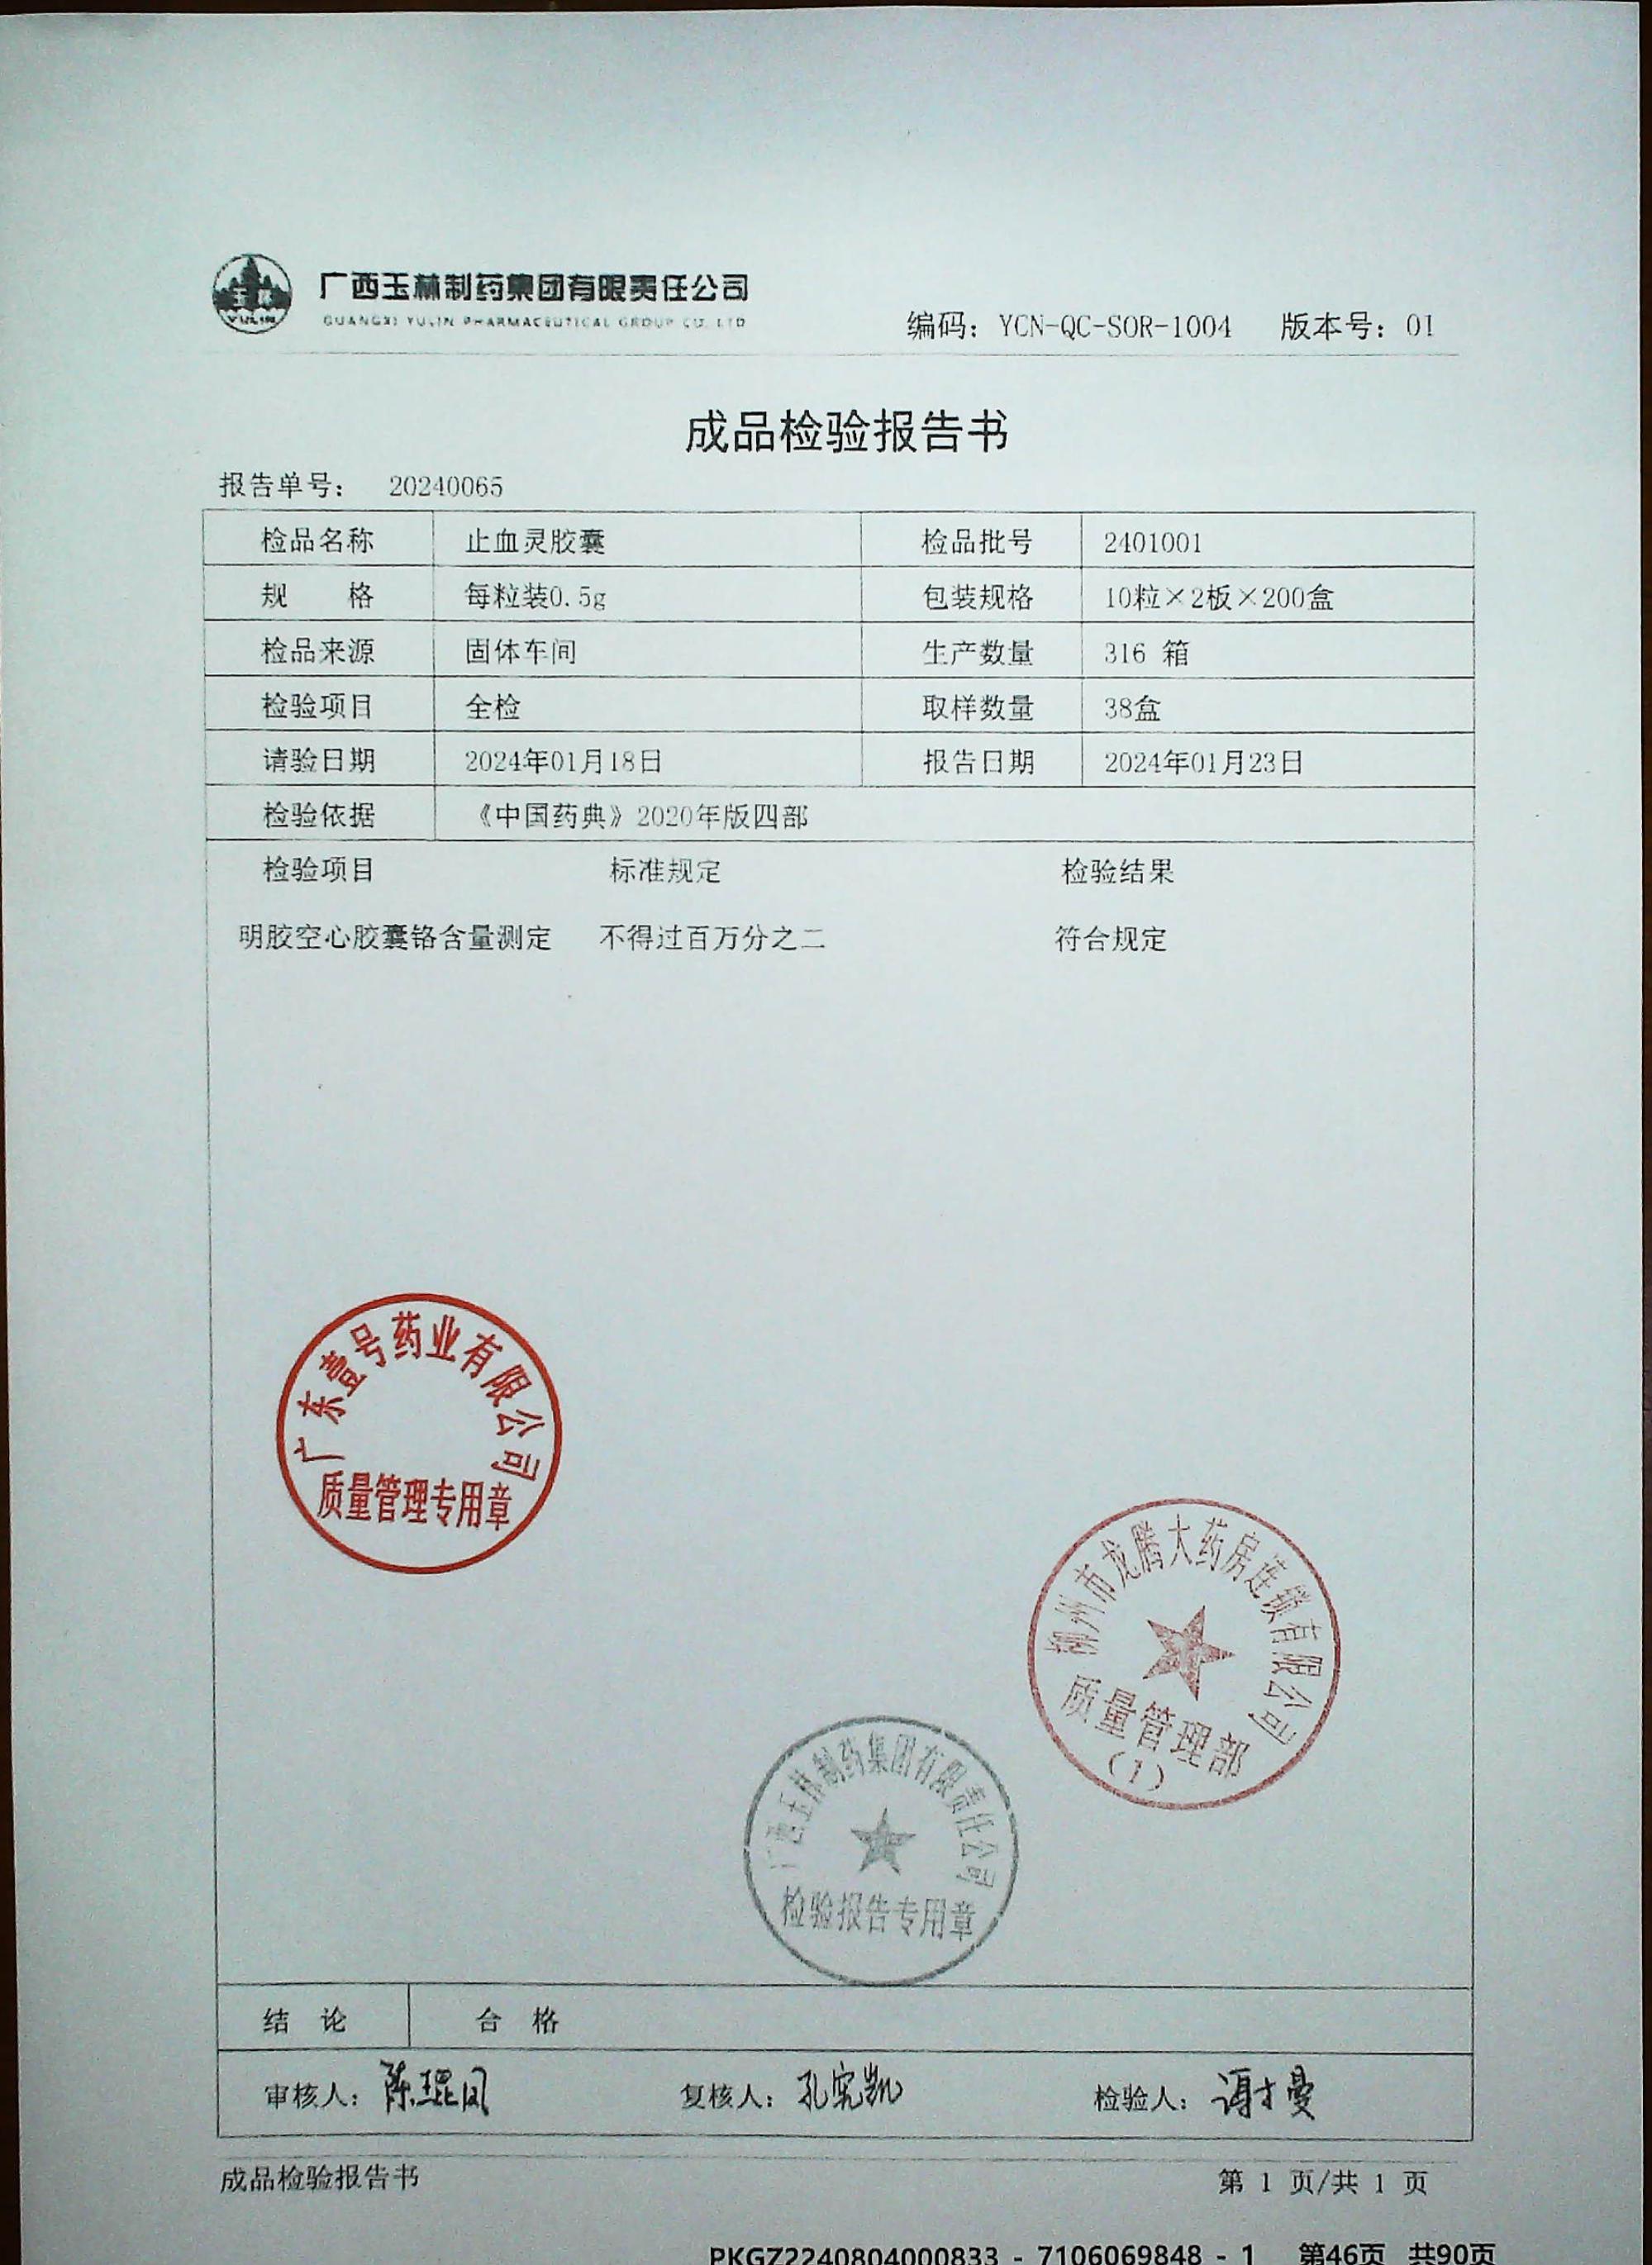 广西玉林制药集团有限责任公司
GUANGXI YULIN PHARMACEUTICAL GROUP CO. LTD
玉林
YULIN
编码：YCN-QC-SOR-1004 版本号：01
成品检验报告书
报告单号： 20240065
检品名称 止血灵胶囊 检品批号 2401001
规 格 每粒装0.5g 包装规格 10粒×2板×200盒
检品来源 固体车间 生产数量 316 箱
检验项目 全检 取样数量 38盒
请验日期 2024年01月18日 报告日期 2024年01月23日
检验依据 《中国药典》2020年版四部
检验项目 标准规定 检验结果
明胶空心胶囊铬含量测定 不得过百万分之二 符合规定
广东壹号药业有限公司
质量管理专用章
柳州市龙腾大药房连锁有限公司
质量管理部
(1)
广西玉林制药集团有限责任公司
检验报告专用章
结 论 合 格
审核人：陈琨凤 复核人： 检验人：
成品检验报告书 第 1 页/共 1 页
PKGZ2240804000833 - 7106069848 - 1 第46页 共90页